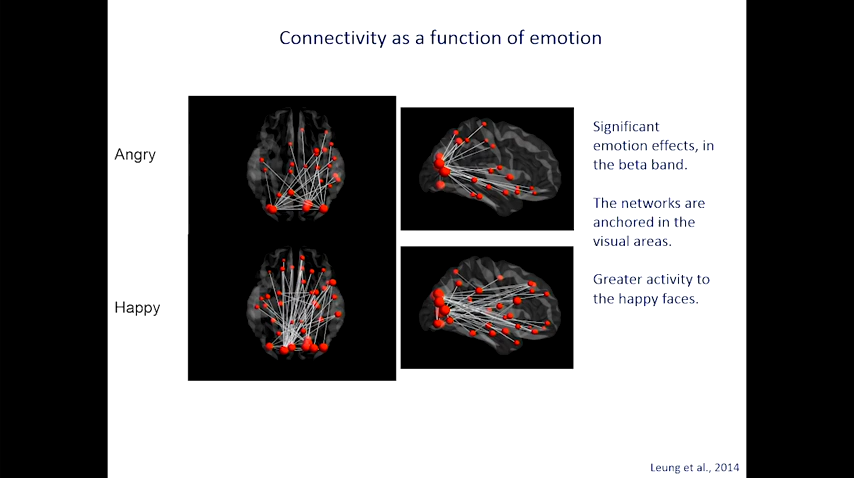 Connectivity as a function of emotion
Angry
Significant
emotion effects, in
the beta band.
The networks are
anchored in the
visual areas.
Happy
Greater activity to
the happy faces.
Leung et al., 2014